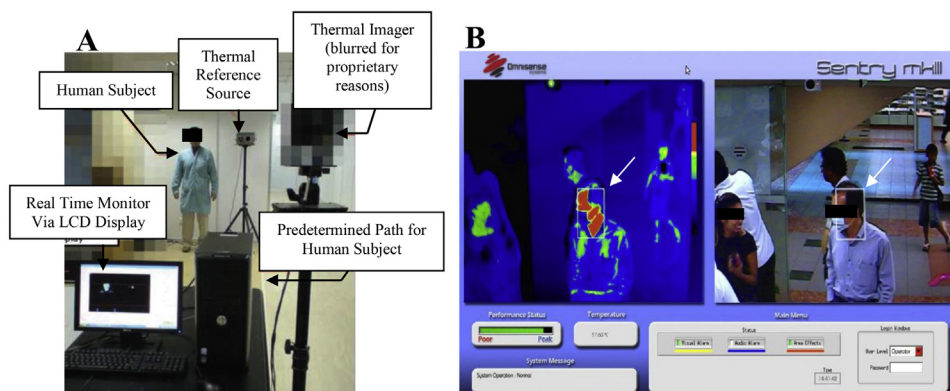 A
Human Subject
Thermal
Reference
Source
Thermal Imager
(blurred for
proprietary
reasons)
Real Time Monitor
Via LCD Display
Predetermined Path for
Human Subject
B
Omnisense
Systems
Sentry mkIII
Performance Status
Poor
Peak
Temperature
System Message
System Operation - Normal
Main Menu
Status
Visual Alarm
Audio Alarm
Area Effects
Time
Login Window
User Level
Operator
Password